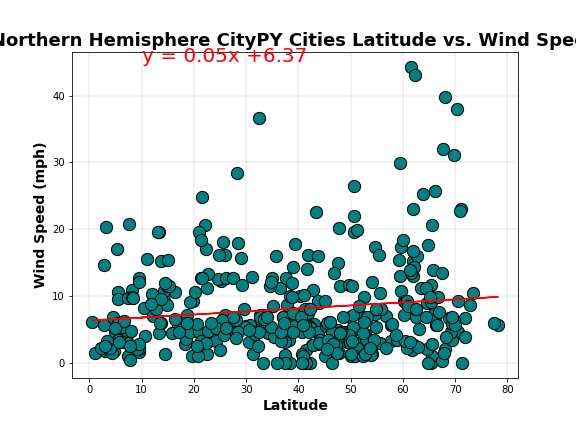 Northern Hemisphere CityPY Cities Latitude vs. Wind
y = 0.05x +6.37
Wind Speed (mph)
40
30
20
10
0
0 10 20 30 40 50 60 70 80
Latitude